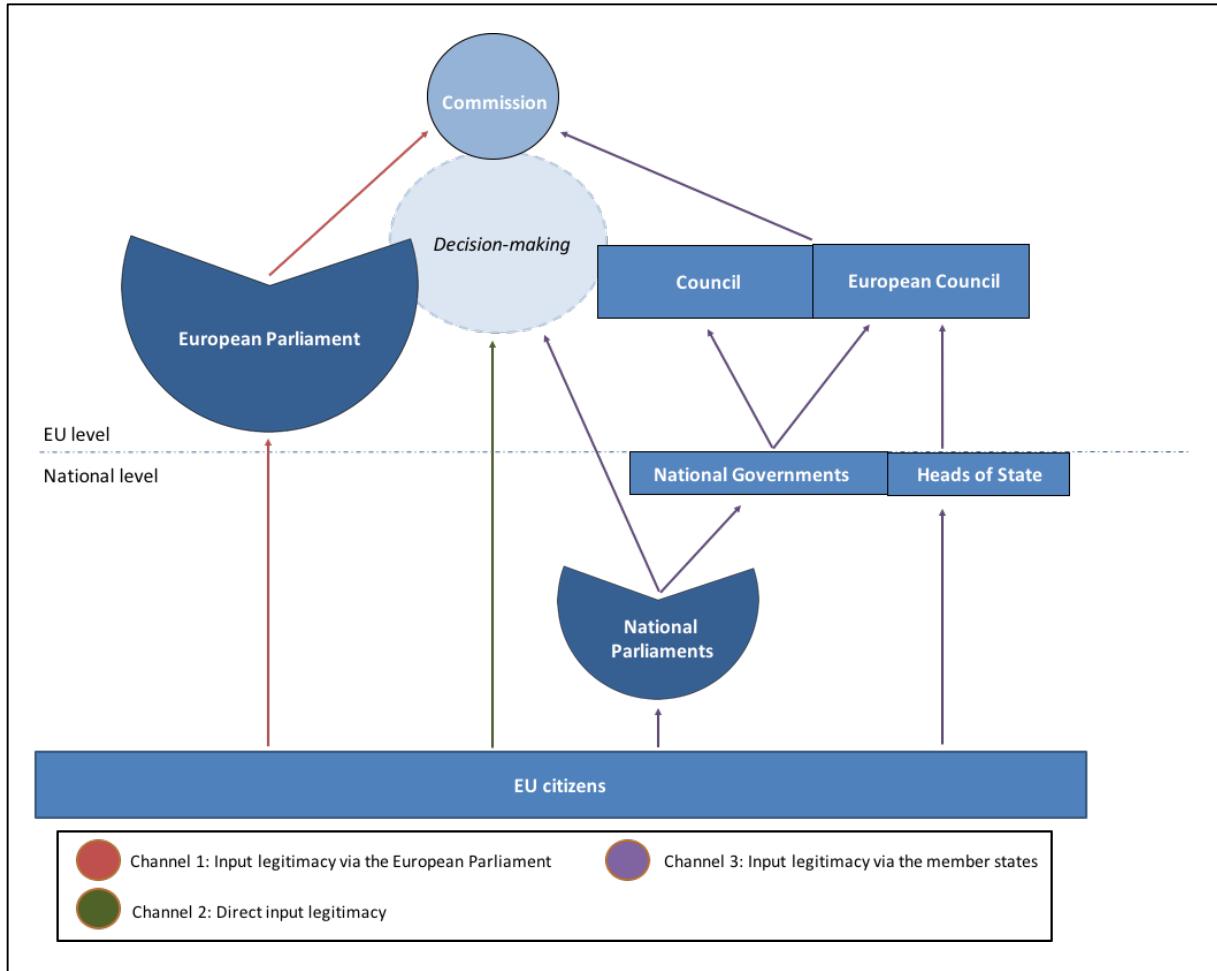 Commission
Decision-making
Council
European Council
European Parliament
EU level
National level
National Governments
Heads of State
National
Parliaments
EU citizens
Channel 1: Input legitimacy via the European Parliament
Channel 3: Input legitimacy via the member states
Channel 2: Direct input legitimacy